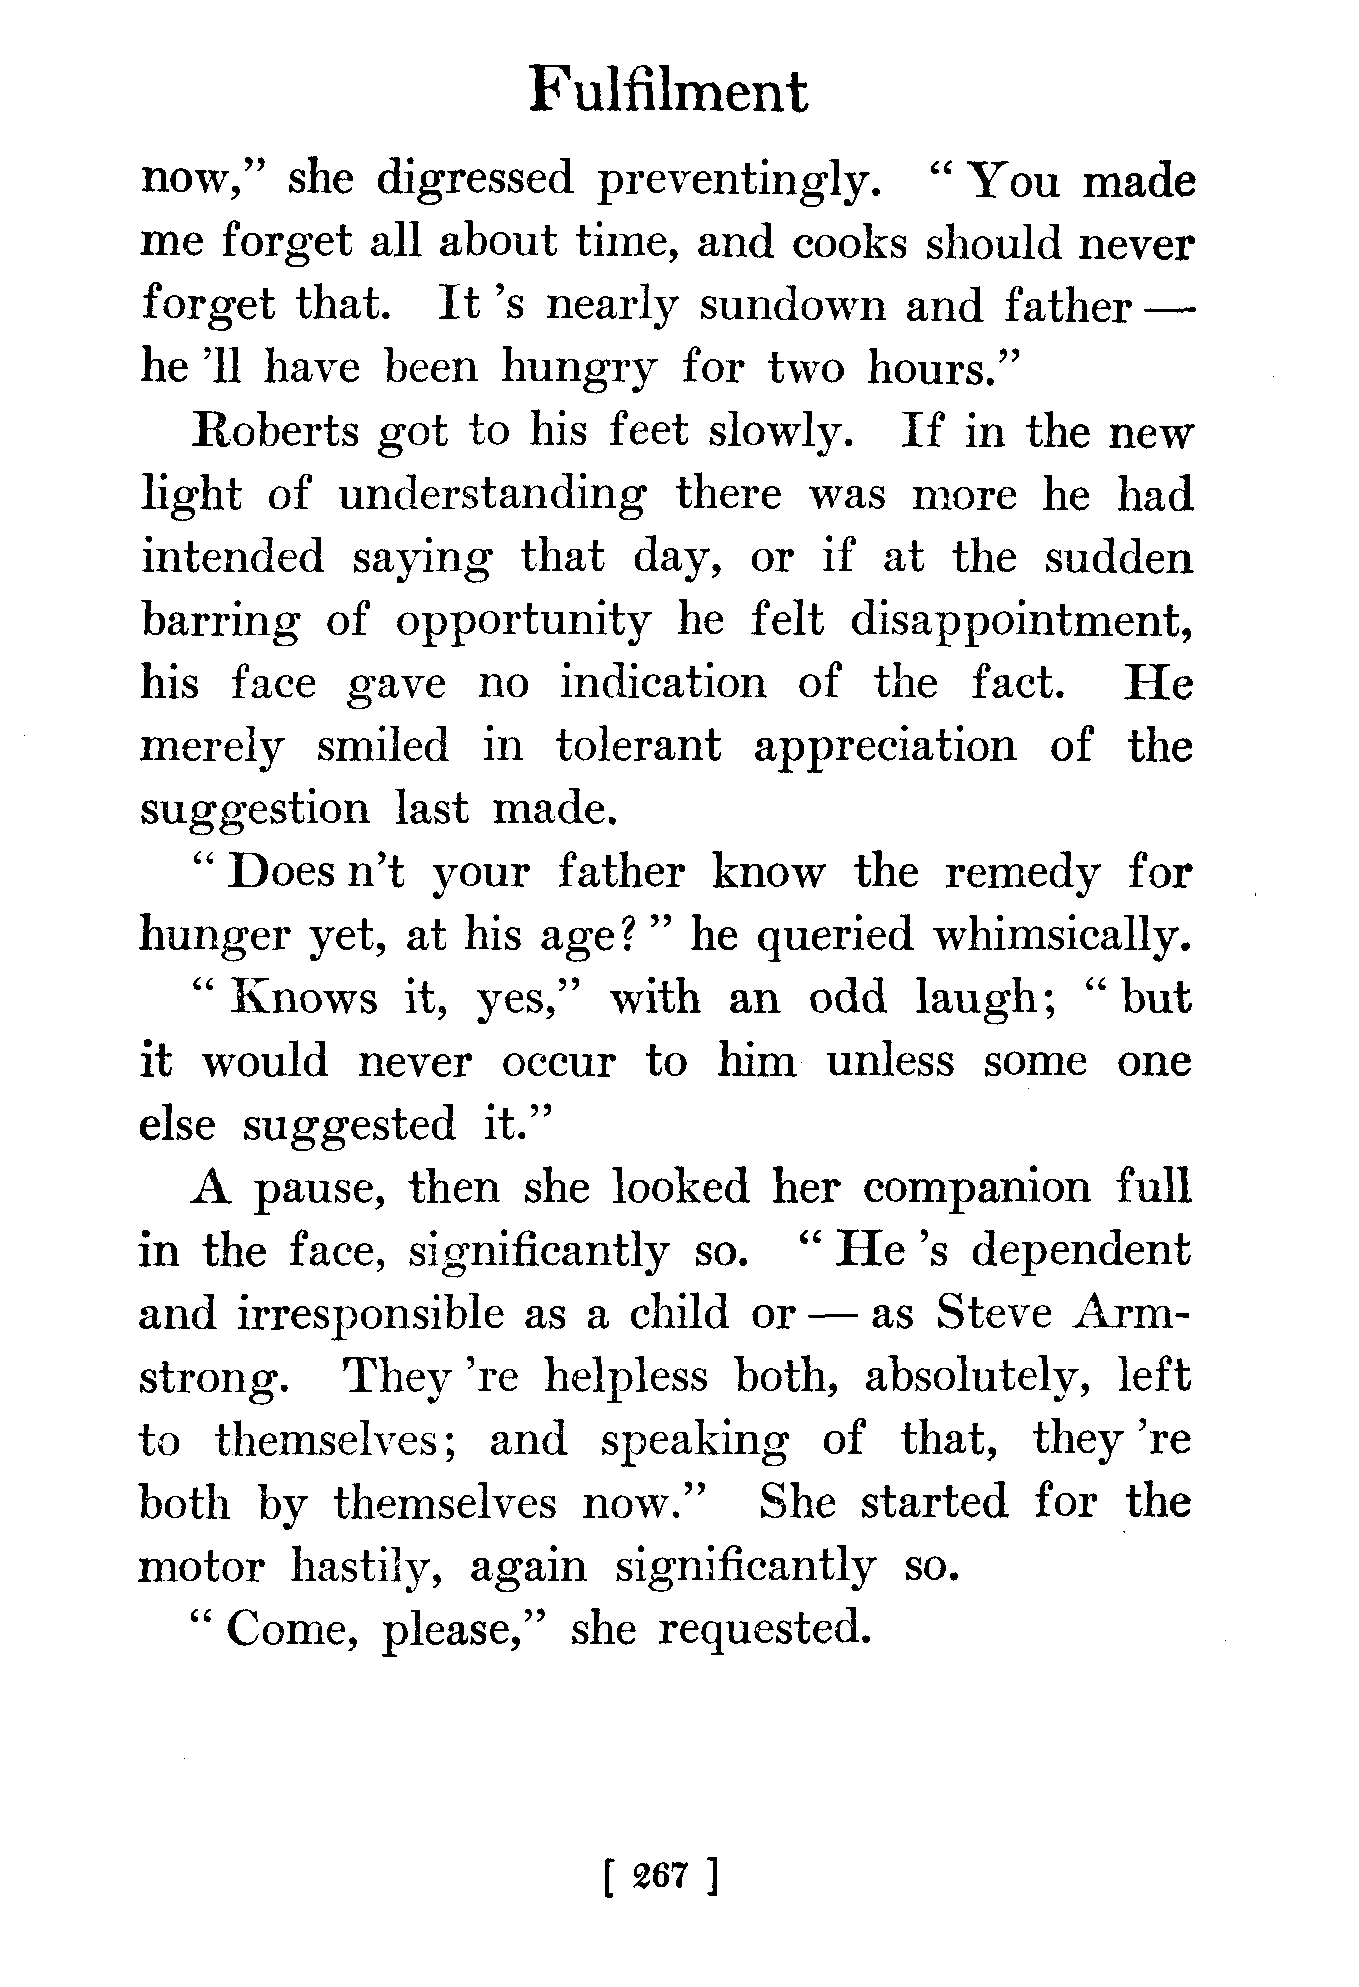 Fulfilment
now,” she digressed preventingly. “ You made
me forget all about time, and cooks should never
forget that. It ’s nearly sundown and father —
he ’ll have been hungry for two hours.”
Roberts got to his feet slowly. If in the new
light of understanding there was more he had
intended saying that day, or if at the sudden
barring of opportunity he felt disappointment,
his face gave no indication of the fact. He
merely smiled in tolerant appreciation of the
suggestion last made.
“ Does n’t your father know the remedy for
hunger yet, at his age? ” he queried whimsically.
“ Knows it, yes,” with an odd laugh; “ but
it would never occur to him unless some one
else suggested it.”
A pause, then she looked her companion full
in the face, significantly so. “ He ’s dependent
and irresponsible as a child or — as Steve Arm-
strong. They ’re helpless both, absolutely, left
to themselves; and speaking of that, they ’re
both by themselves now.” She started for the
motor hastily, again significantly so.
“ Come, please,” she requested.
[ 267 ]